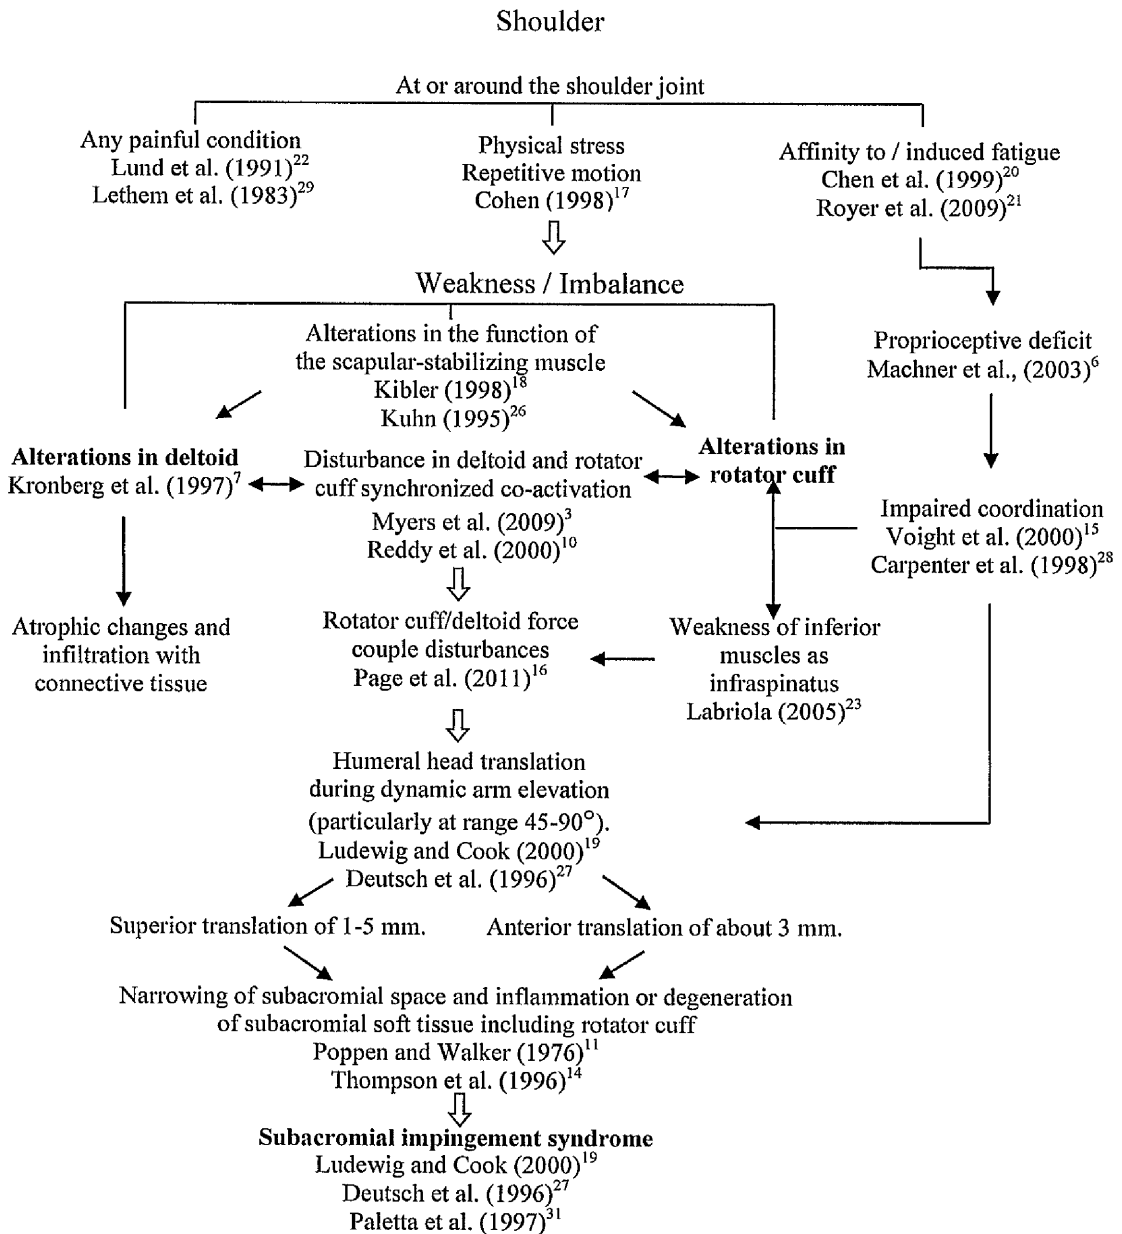 Shoulder
At or around the shoulder joint
Any painful condition
Lund et al. (1991)22
Lethem et al. (1983)29
Physical stress
Repetitive motion
Cohen (1998)17
Affinity to / induced fatigue
Chen et al. (1999)20
Royer et al. (2009)21
Weakness / Imbalance
Alterations in the function of
the scapular-stabilizing muscle
Kibler (1998)18
Kuhn (1995)26
Proprioceptive deficit
Machner et al., (2003)6
Alterations in deltoid
Kronberg et al. (1997)7
Disturbance in deltoid and rotator
cuff synchronized co-activation
Myers et al. (2009)3
Reddy et al. (2000)10
Alterations in
rotator cuff
Impaired coordination
Voight et al. (2000)15
Carpenter et al. (1998)28
Atrophic changes and
infiltration with
connective tissue
Rotator cuff/deltoid force
couple disturbances
Page et al. (2011)16
Weakness of inferior
muscles as
infraspinatus
Labriola (2005)23
Humeral head translation
during dynamic arm elevation
(particularly at range 45-90°).
Ludewig and Cook (2000)19
Deutsch et al. (1996)27
Superior translation of 1-5 mm.
Anterior translation of about 3 mm.
Narrowing of subacromial space and inflammation or degeneration
of subacromial soft tissue including rotator cuff
Poppen and Walker (1976)11
Thompson et al. (1996)14
Subacromial impingement syndrome
Ludewig and Cook (2000)19
Deutsch et al. (1996)27
Paletta et al. (1997)31